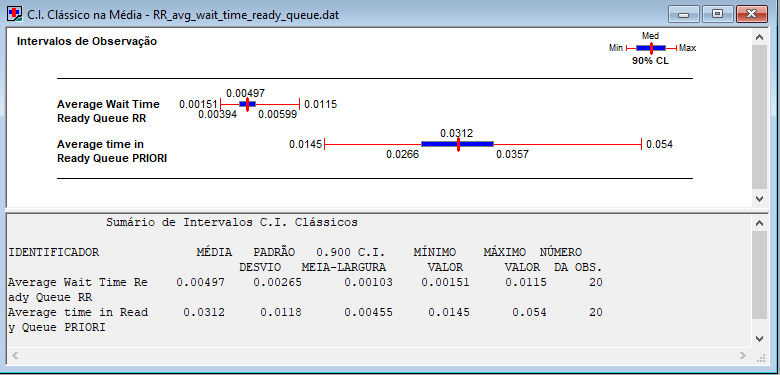 C.I. Clássico na Média - RR_avg_wait_time_ready_queue.dat
Intervalos de Observação
Med
Min Max
90% CL
0.00497
Average Wait Time 0.00151 0.0115
Ready Queue RR 0.00394 0.00599
0.0312
Average time in 0.0145 0.054
Ready Queue PRIORI 0.0266 0.0357
Sumário de Intervalos C.I. Clássicos
IDENTIFICADOR MÉDIA PADRÃO 0.900 C.I. MÍNIMO MÁXIMO NÚMERO
DESVIO MEIA-LARGURA VALOR VALOR DA OBS.
Average Wait Time Re 0.00497 0.00265 0.00103 0.00151 0.0115 20
ady Queue RR
Average time in Read 0.0312 0.0118 0.00455 0.0145 0.054 20
y Queue PRIORI